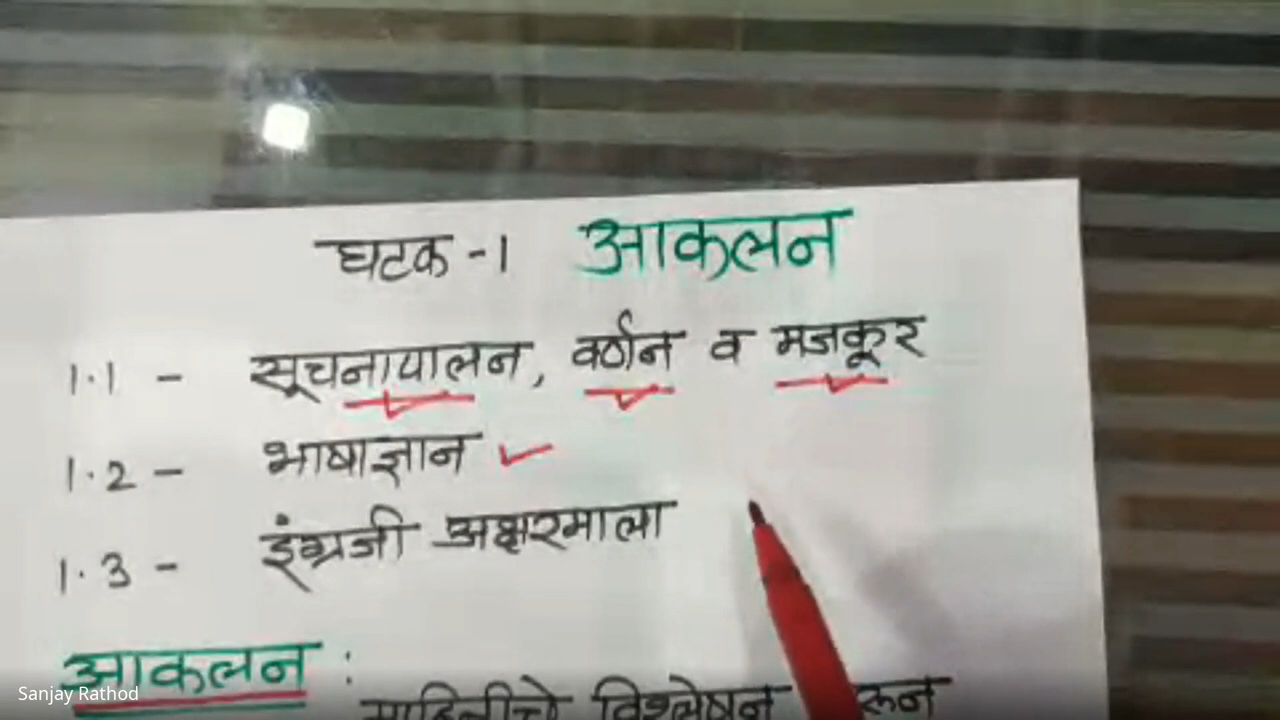 घटक -1 आकलन
1.1 - सूचनापालन, वर्णन व मजकूर
1.2 - भाषाज्ञान
1.3 - इंग्रजी अक्षरमाला
आकलन :
माहितीचे विश्लेषन
Sanjay Rathod